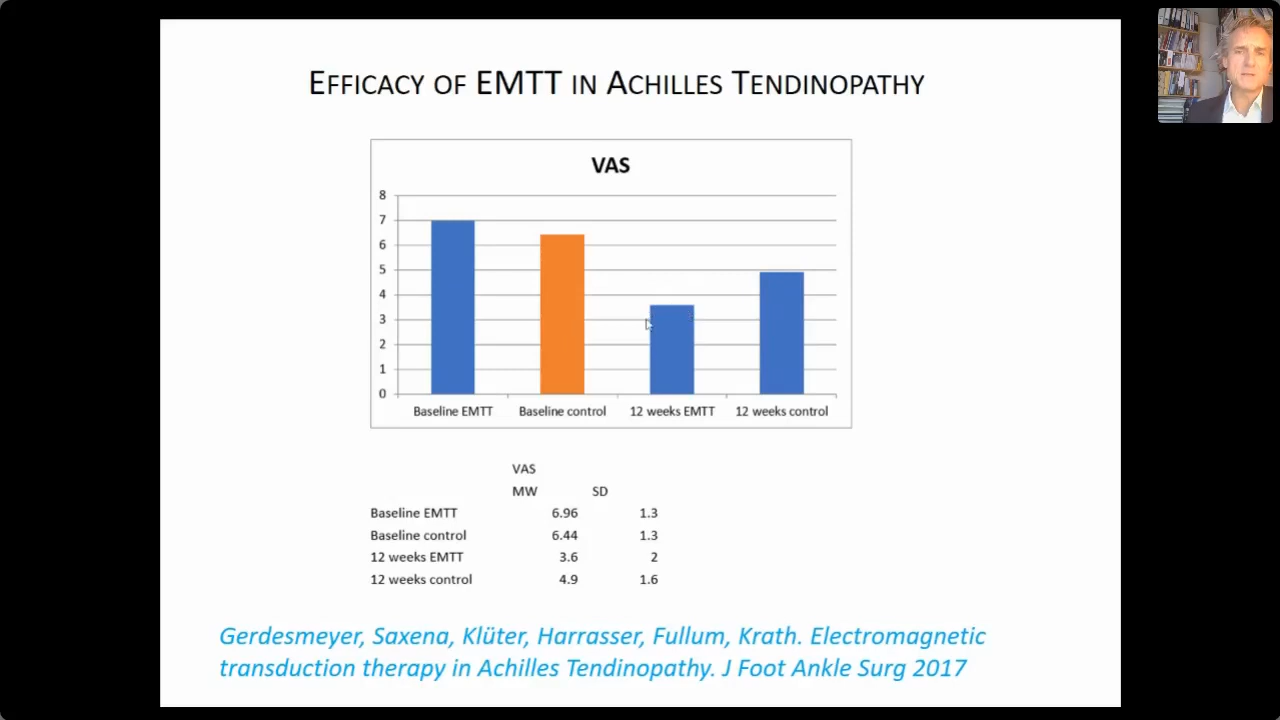 EFFICACY OF EMTT IN ACHILLES TENDINOPATHY
VAS
8
7
6
5
4
3
2
1
0
Baseline EMTT Baseline control 12 weeks EMTT 12 weeks control
VAS
MW SD
Baseline EMTT 6.96 1.3
Baseline control 6.44 1.3
12 weeks EMTT 3.6 2
12 weeks control 4.9 1.6
Gerdesmeyer, Saxena, Klüter, Harrasser, Fullum, Krath. Electromagnetic
transduction therapy in Achilles Tendinopathy. J Foot Ankle Surg 2017